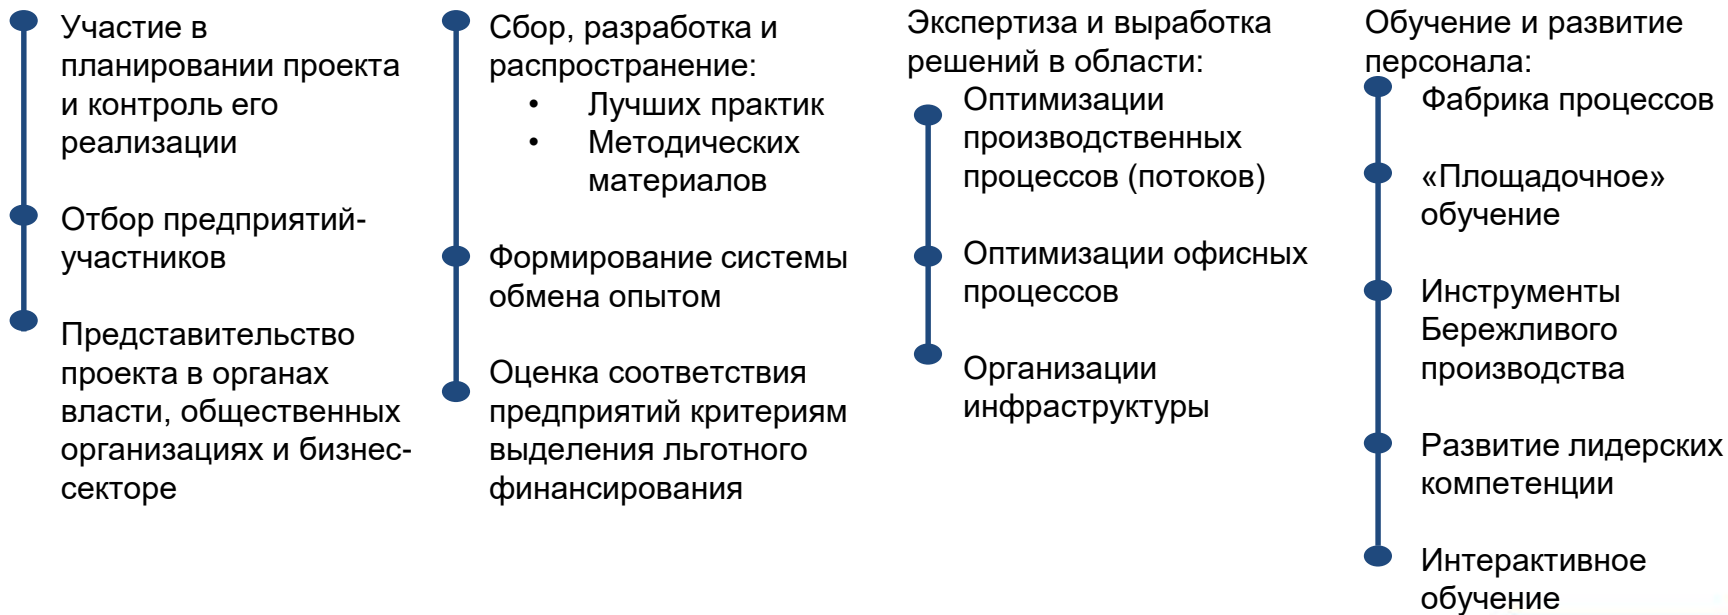 Участие в
планировании проекта
и контроль его
реализации
Отбор предприятий-
участников
Представительство
проекта в органах
власти, общественных
организациях и бизнес-
секторе
Сбор, разработка и
распространение:
• Лучших практик
• Методических
материалов
Формирование системы
обмена опытом
Оценка соответствия
предприятий критериям
выделения льготного
финансирования
Экспертиза и выработка
решений в области:
Оптимизации
производственных
процессов (потоков)
Оптимизации офисных
процессов
Организации
инфраструктуры
Обучение и развитие
персонала:
Фабрика процессов
«Площадочное»
обучение
Инструменты
Бережливого
производства
Развитие лидерских
компетенции
Интерактивное
обучение